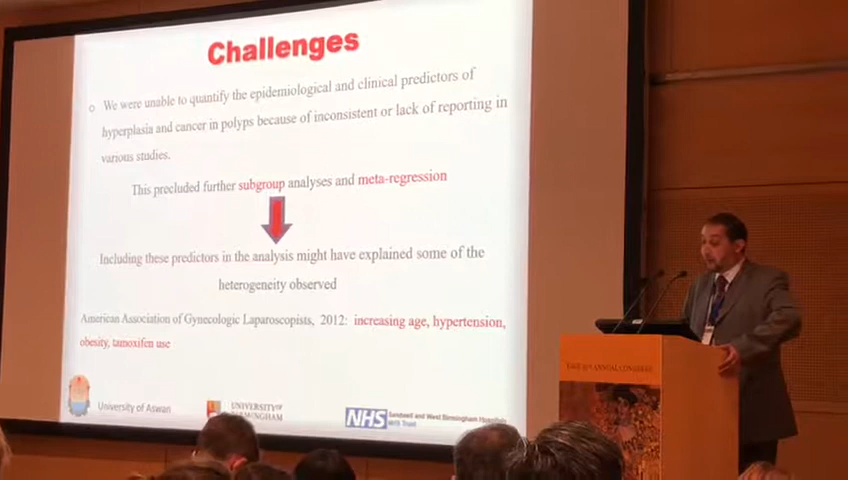 Challenges
We were unable to quantify the epidemiological and clinical predictors of
hyperplasia and cancer in polyps because of inconsistent or lack of reporting in
various studies.
This precluded further subgroup analyses and meta-regression
Including these predictors in the analysis might have explained some of the
heterogeneity observed
American Association of Gynecologic Laparoscopists, 2012: increasing age, hypertension,
obesity, tamoxifen use
University of Aswan
UNIVERSITY OF
BIRMINGHAM
NHS
Sandwell and West Birmingham Hospitals
NHS Trust
ANNUAL CONGRESS